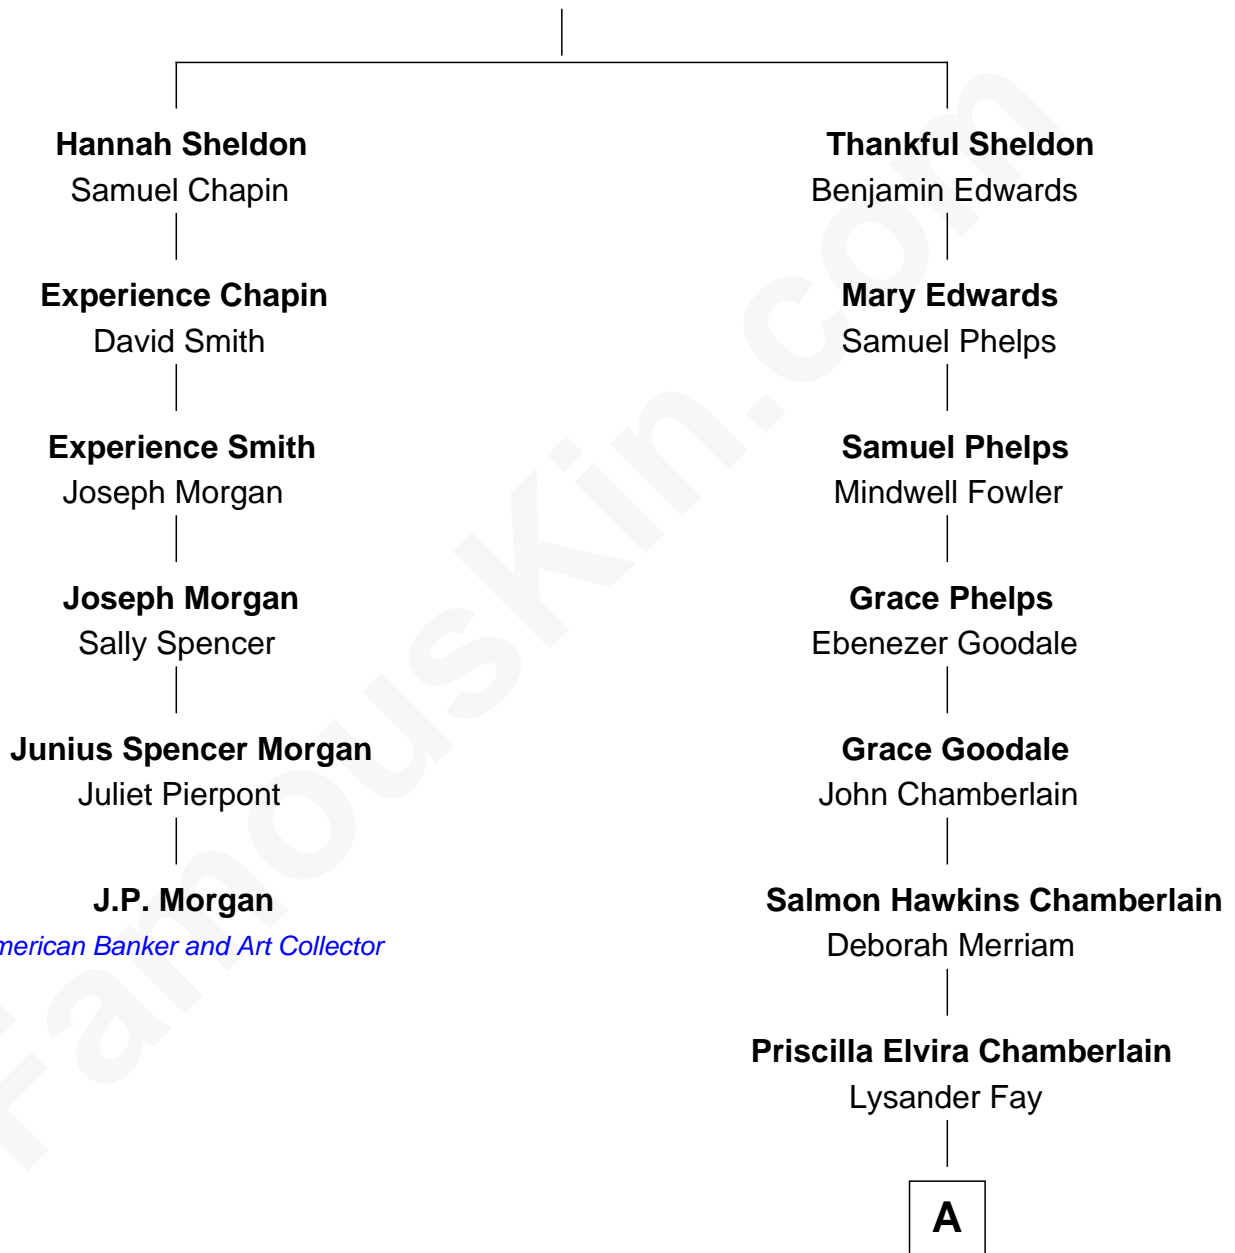 Hannah Sheldon
Samuel Chapin
Experience Chapin
David Smith
Experience Smith
Joseph Morgan
Joseph Morgan
Sally Spencer
Junius Spencer Morgan
Juliet Pierpont
J.P. Morgan
merican Banker and Art Collector
Thankful Sheldon
Benjamin Edwards
Mary Edwards
Samuel Phelps
Samuel Phelps
Mindwell Fowler
Grace Phelps
Ebenezer Goodale
Grace Goodale
John Chamberlain
Salmon Hawkins Chamberlain
Deborah Merriam
Priscilla Elvira Chamberlain
Lysander Fay
A
FamousKin.com